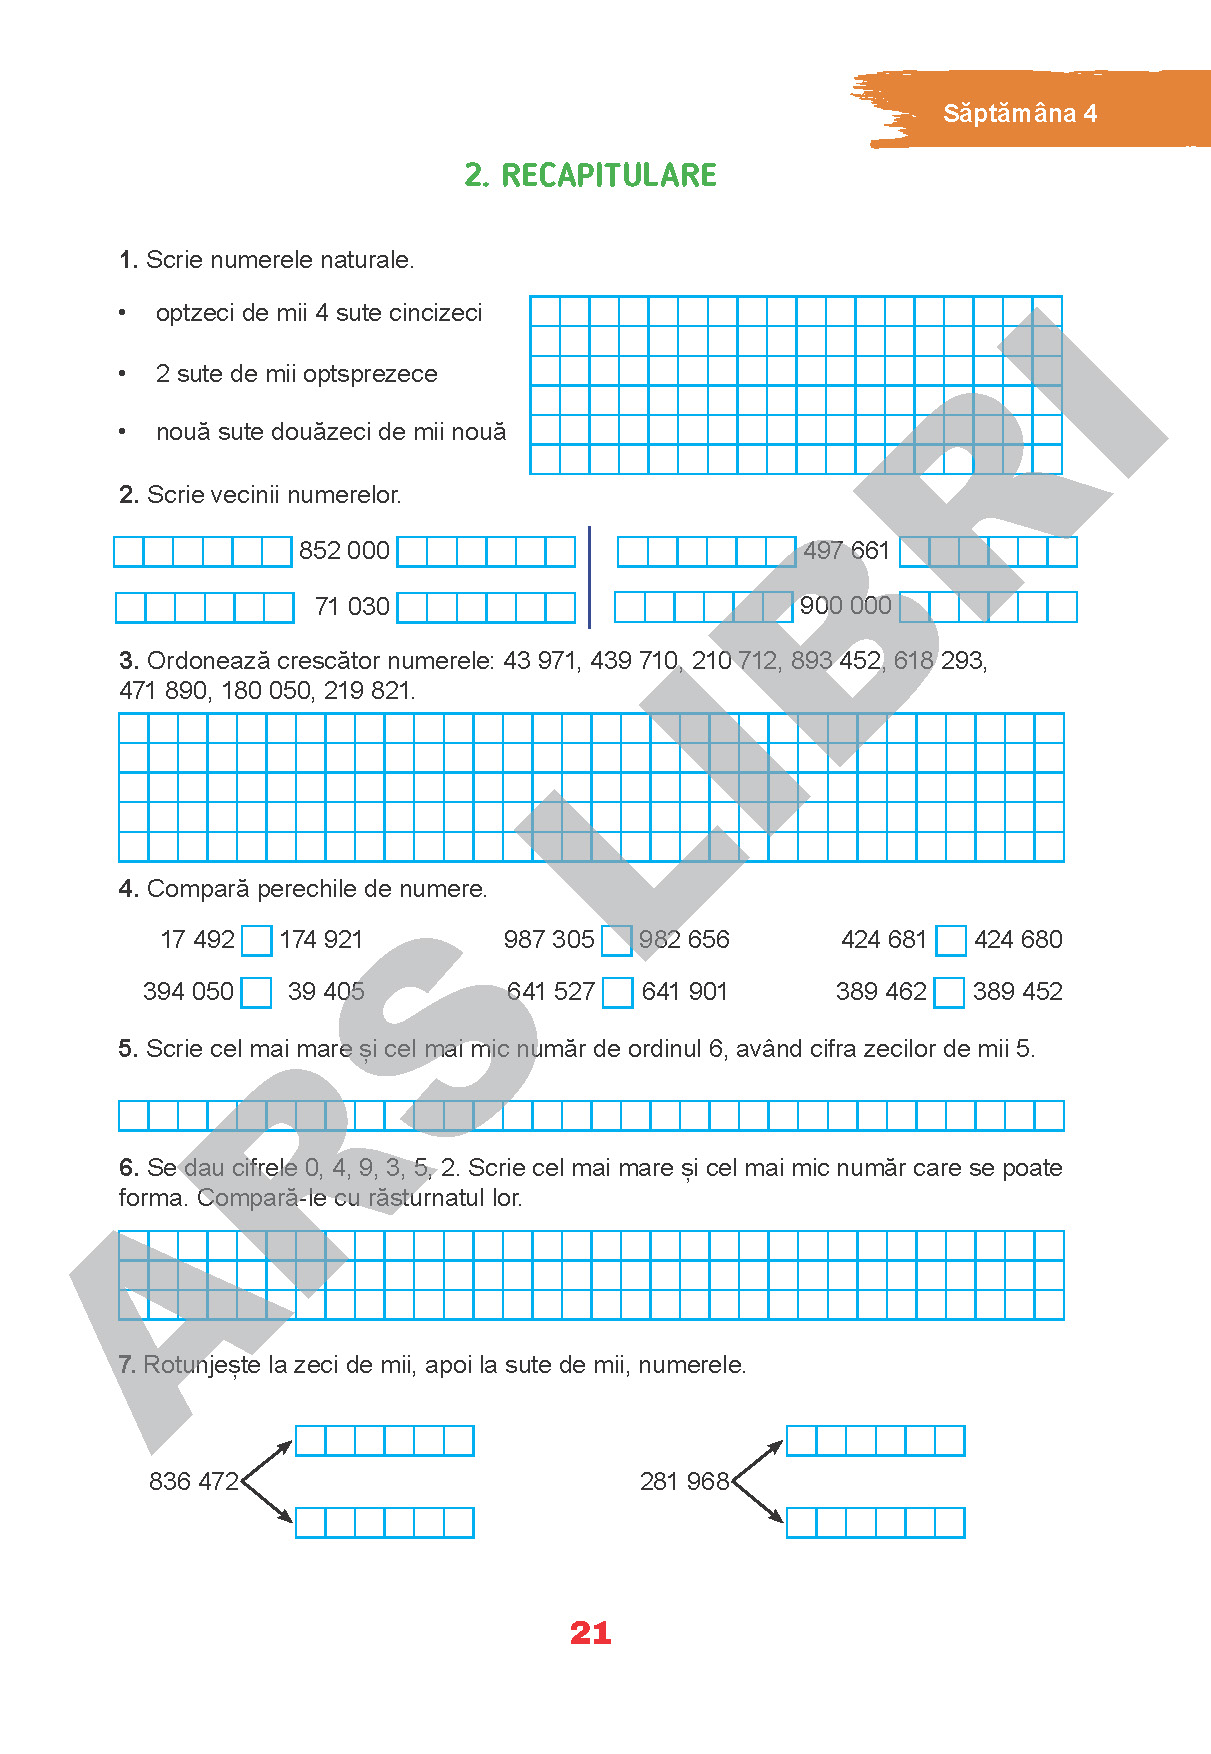 Săptămâna 4
2. RECAPITULARE
1. Scrie numerele naturale.
• optzeci de mii 4 sute cincizeci
• 2 sute de mii optsprezece
• nouă sute douăzeci de mii nouă
2. Scrie vecinii numerelor.
852 000 497 661
71 030 900 000
3. Ordonează crescător numerele: 43 971, 439 710, 210 712, 893 452, 618 293,
471 890, 180 050, 219 821.
4. Compară perechile de numere.
17 492 174 921 987 305 982 656 424 681 424 680
394 050 39 405 641 527 641 901 389 462 389 452
5. Scrie cel mai mare și cel mai mic număr de ordinul 6, având cifra zecilor de mii 5.
6. Se dau cifrele 0, 4, 9, 3, 5, 2. Scrie cel mai mare și cel mai mic număr care se poate
forma. Compară-le cu răsturnatul lor.
7. Rotunjește la zeci de mii, apoi la sute de mii, numerele.
836 472 281 968
21
ARS LIBRI